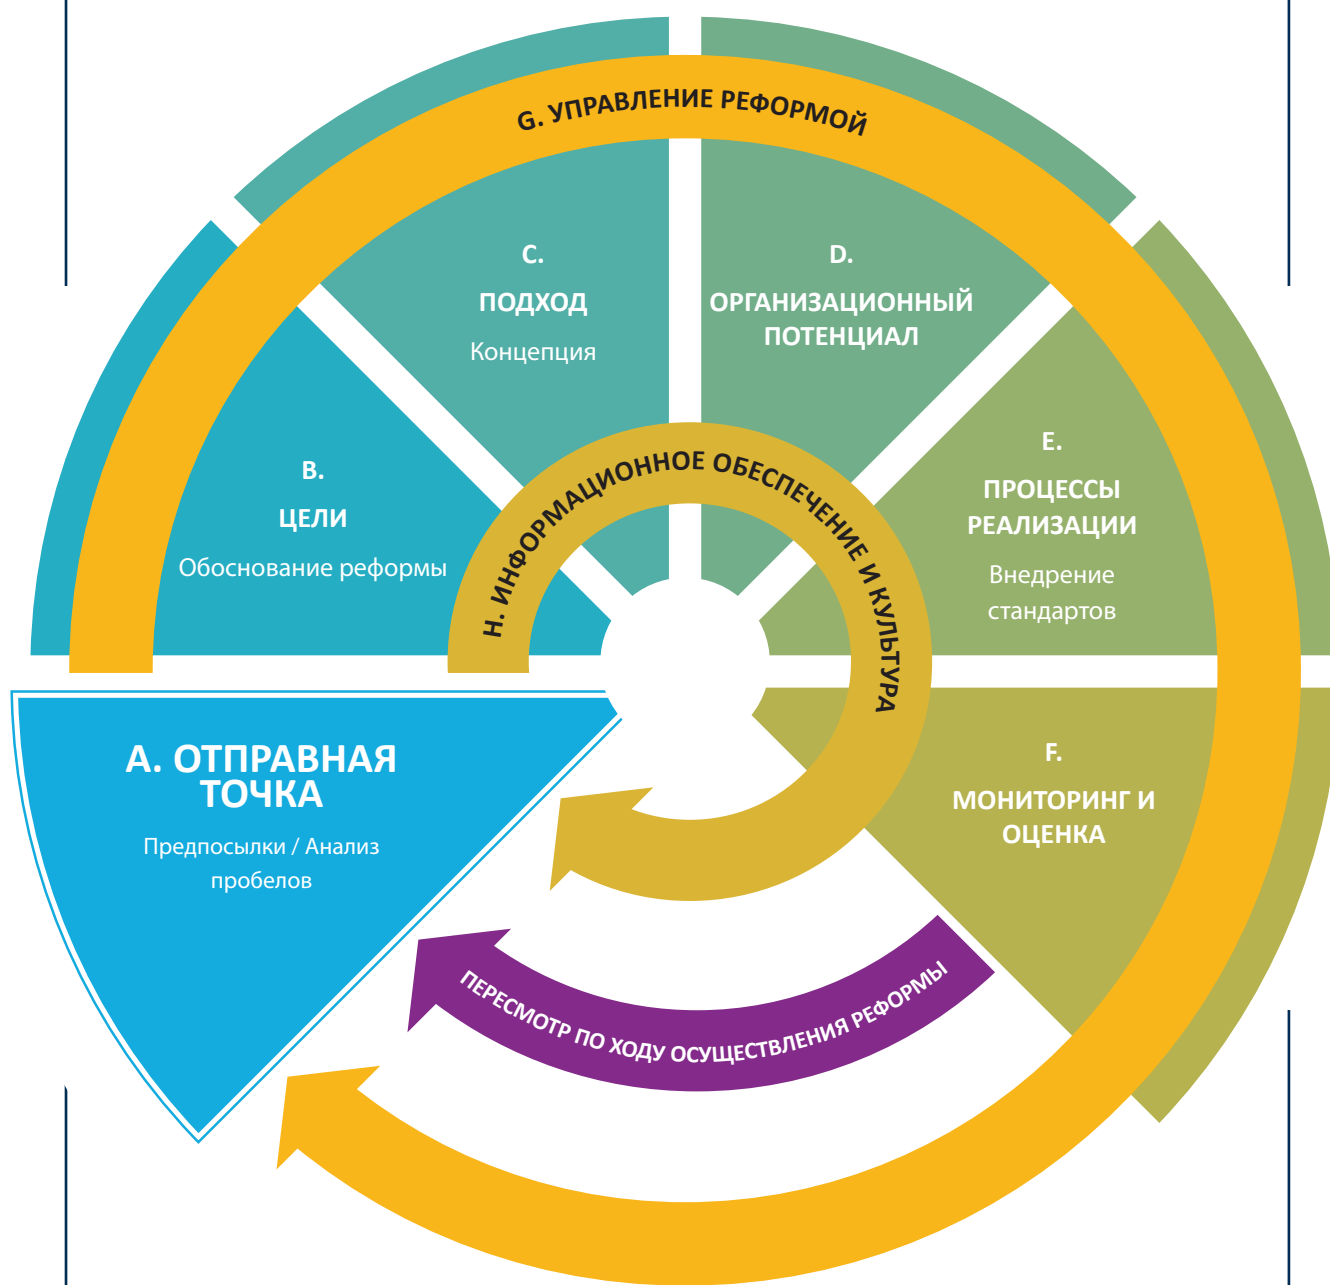 G. УПРАВЛЕНИЕ РЕФОРМОЙ
C.
ПОДХОД
Концепция
D.
ОРГАНИЗАЦИОННЫЙ
ПОТЕНЦИАЛ
B.
ЦЕЛИ
Обоснование реформы
E.
ПРОЦЕССЫ
РЕАЛИЗАЦИИ
Внедрение
стандартов
H. ИНФОРМАЦИОННОЕ ОБЕСПЕЧЕНИЕ И КУЛЬТУРА
A. ОТПРАВНАЯ
ТОЧКА
Предпосылки / Анализ
пробелов
F.
МОНИТОРИНГ И
ОЦЕНКА
ПЕРЕСМОТР ПО ХОДУ ОСУЩЕСТВЛЕНИЯ РЕФОРМЫ